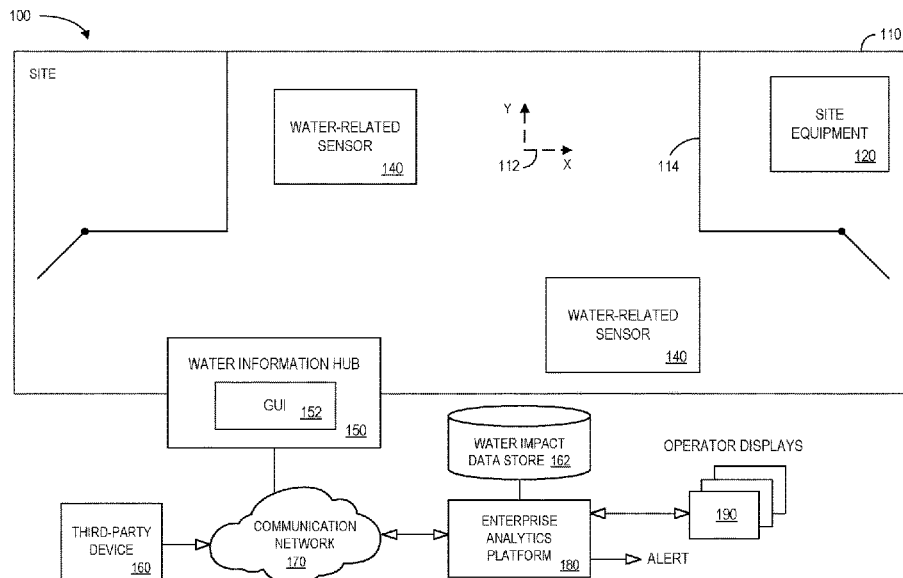 100
110
SITE
WATER-RELATED
SENSOR
140
Y
X
112
114
SITE
EQUIPMENT
120
WATER-RELATED
SENSOR
140
WATER INFORMATION HUB
GUI
152
150
WATER IMPACT
DATA STORE 162
OPERATOR DISPLAYS
190
THIRD-PARTY
DEVICE
160
COMMUNICATION
NETWORK
170
ENTERPRISE
ANALYTICS
PLATFORM
180
ALERT